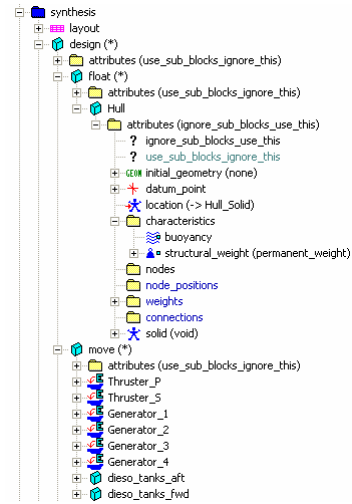 synthesis
layout
design (*)
attributes (use_sub_blocks_ignore_this)
float (*)
attributes (use_sub_blocks_ignore_this)
Hull
attributes (ignore_sub_blocks_use_this)
? ignore_sub_blocks_use_this
? use_sub_blocks_ignore_this
GEOM initial_geometry (none)
datum_point
location (-> Hull_Solid)
characteristics
buoyancy
structural_weight (permanent_weight)
nodes
node_positions
weights
connections
solid (void)
move (*)
attributes (use_sub_blocks_ignore_this)
Thruster_P
Thruster_S
Generator_1
Generator_2
Generator_3
Generator_4
dieso_tanks_aft
dieso_tanks_fwd